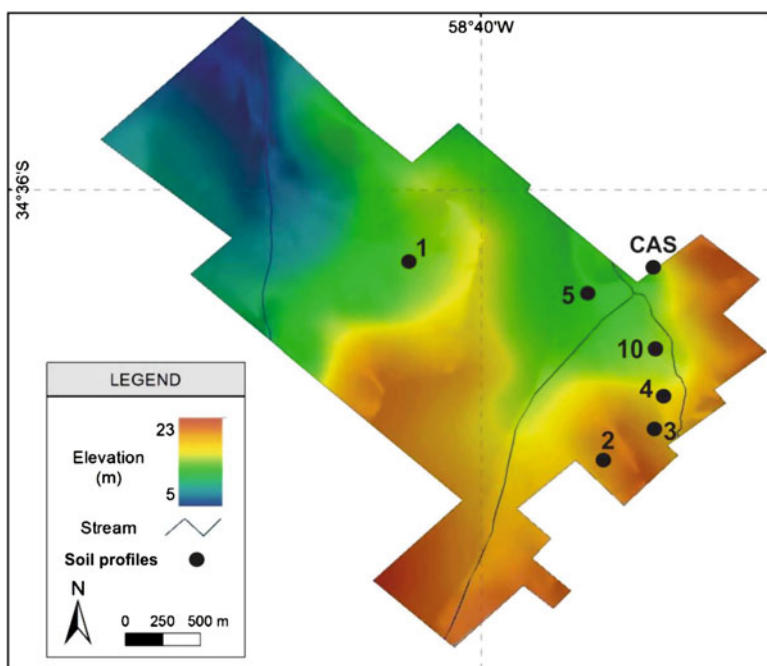 58°40'W
34°36'S
CAS
1
5
10
4
3
2
LEGEND
23
Elevation
(m)
5
Stream
Soil profiles
N
0 250 500 m